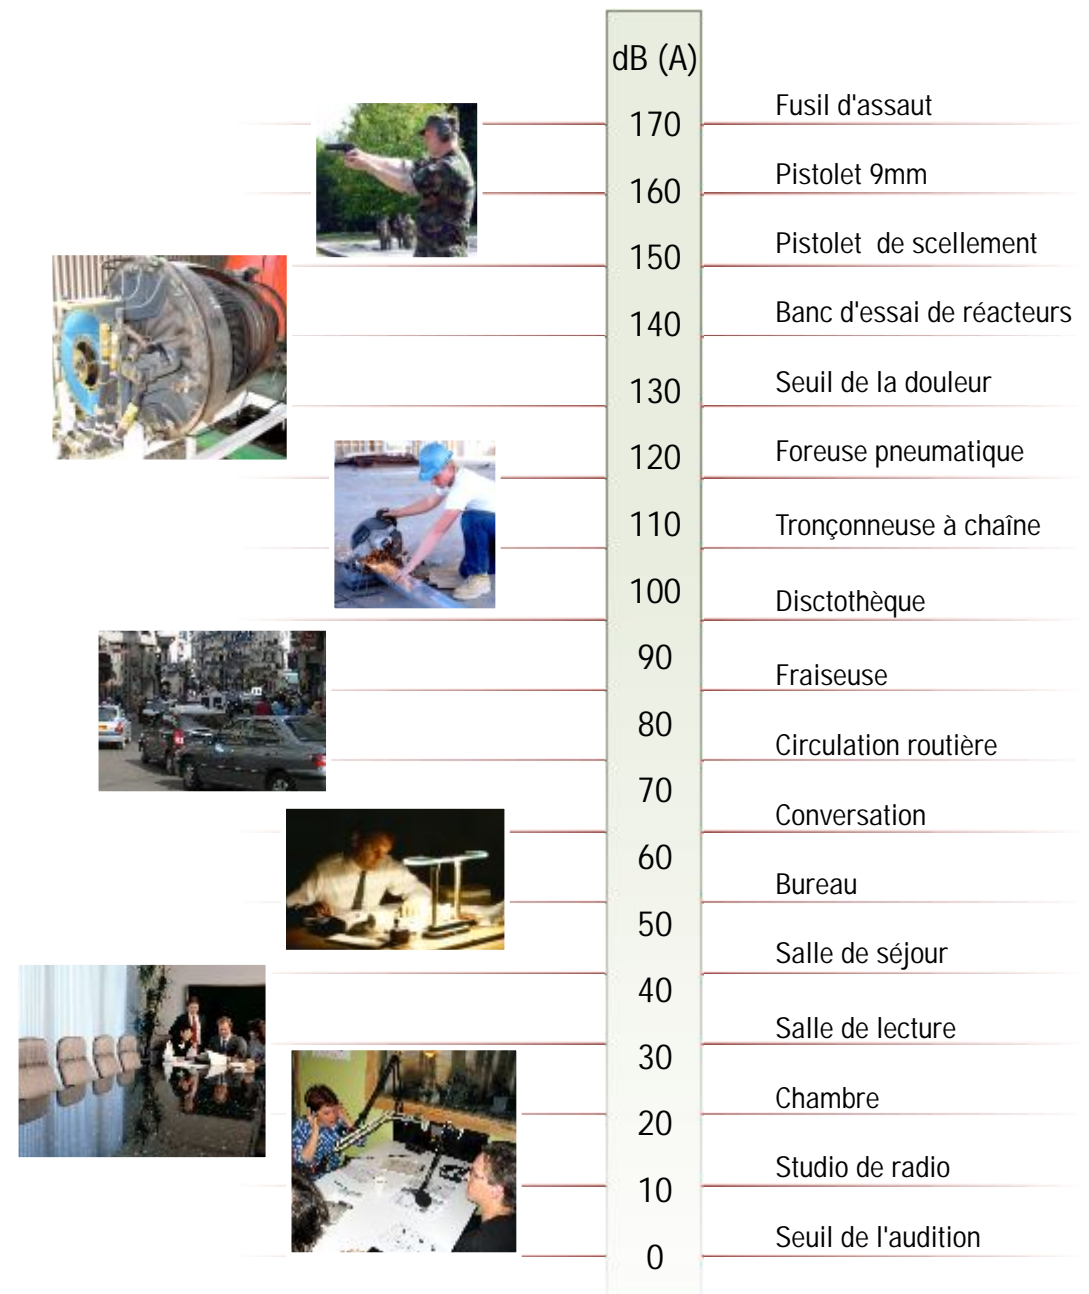 dB (A)
170 Fusil d'assaut
160 Pistolet 9mm
150 Pistolet de scellement
140 Banc d'essai de réacteurs
130 Seuil de la douleur
120 Foreuse pneumatique
110 Tronçonneuse à chaîne
100 Disctothèque
90 Fraiseuse
80 Circulation routière
70 Conversation
60 Bureau
50 Salle de séjour
40 Salle de lecture
30 Chambre
20 Studio de radio
10 Seuil de l'audition
0